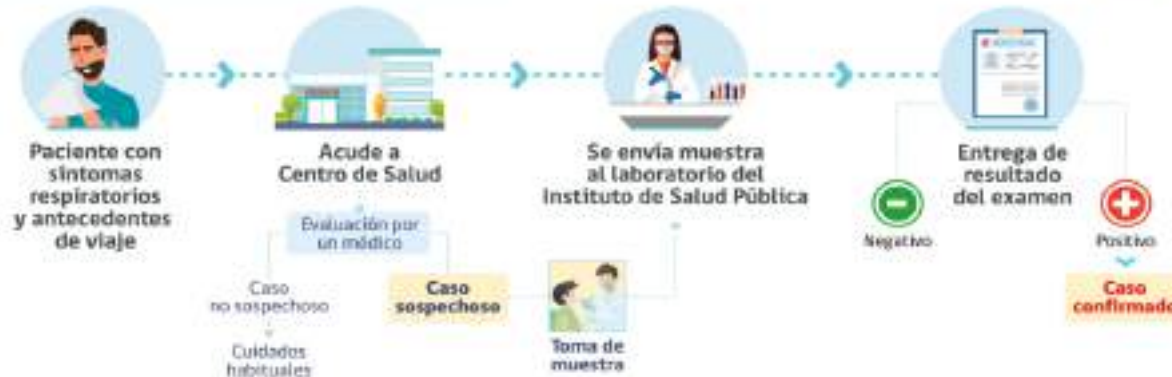 Paciente con
síntomas
respiratorios
y antecedentes
de viaje
Acude a
Centro de Salud
Evaluación por
un médico
Caso
no sospechoso
Cuidados
habituales
Caso
sospechoso
Toma de
muestra
Se envía muestra
al laboratorio del
Instituto de Salud Pública
Entrega de
resultado
del examen
Negativo
Positivo
Caso
confirmado